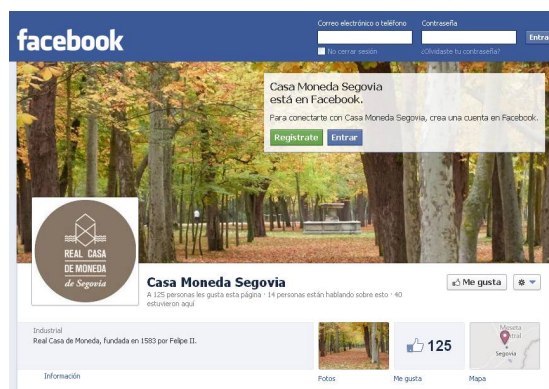 facebook
Correo electrónico o teléfono
Contraseña
Entra
No cerrar sesión
¿Olvidaste tu contraseña?
Casa Moneda Segovia
está en Facebook.
Para conectarte con Casa Moneda Segovia, crea una cuenta en Facebook.
Regístrate
Entrar
REAL CASA
DE MONEDA
de Segovia
Casa Moneda Segovia
A 125 personas les gusta esta página · 14 personas están hablando sobre esto · 40
estuvieron aquí
Me gusta
Industrial
Real Casa de Moneda, fundada en 1583 por Felipe II.
Información
Fotos
125
Me gusta
Meseta
Segovia
Mapa